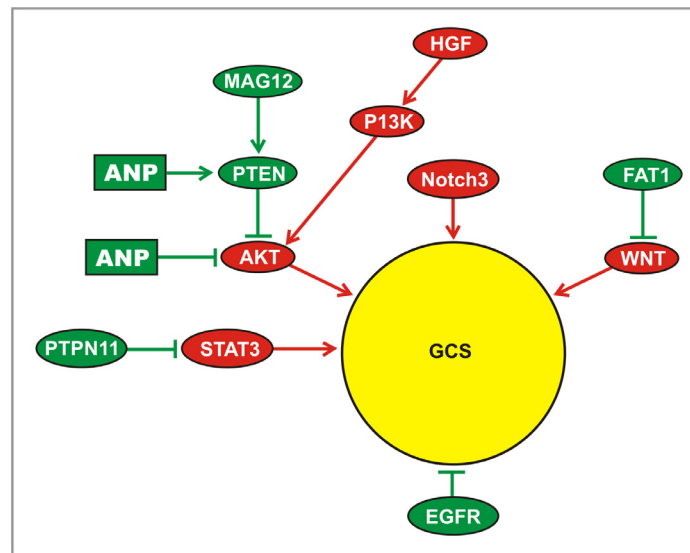 HGF
MAG12
P13K
ANP
PTEN
Notch3
FAT1
ANP
AKT
WNT
PTPN11
STAT3
GCS
EGFR